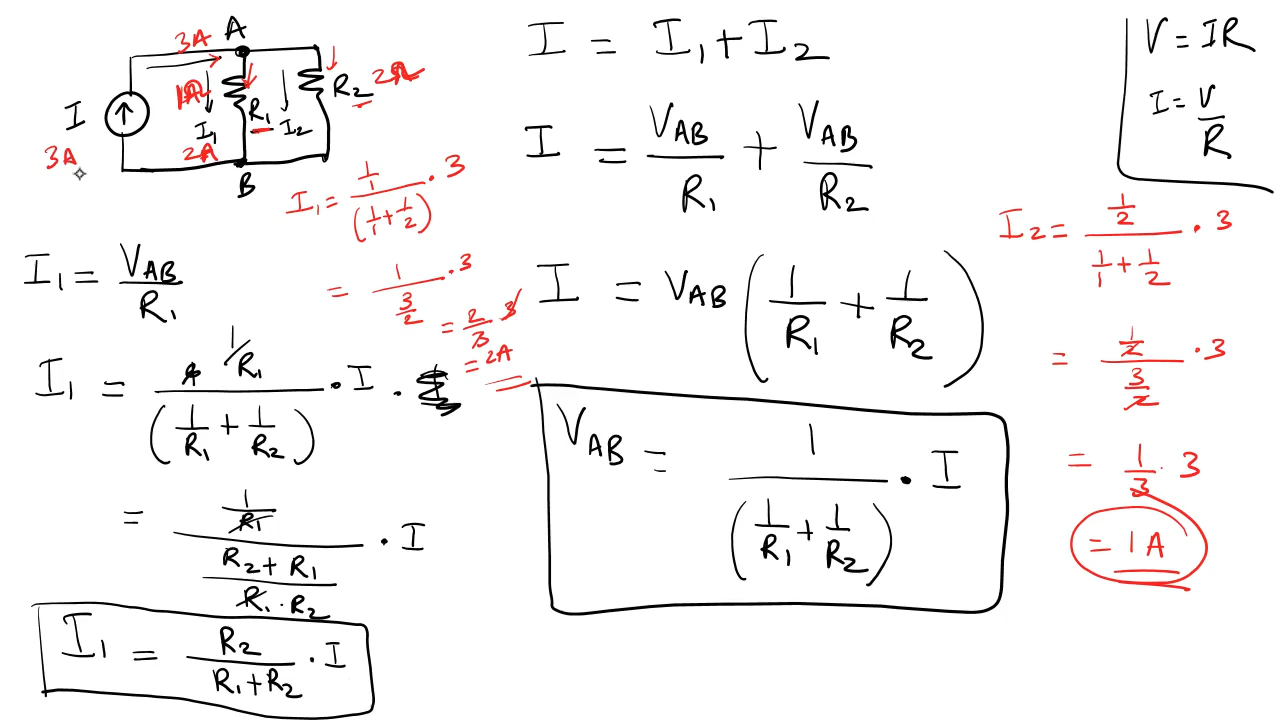 A
3A
1Ω
R1
R2 2Ω
I
I1
I2
3A
2A
B
I = I1 + I2
I = VAB/R1 + VAB/R2
I = VAB (1/R1 + 1/R2)
VAB = 1/(1/R1 + 1/R2) · I
V = IR
I = V/R
I1 = VAB/R1
I1 = (1/R1)/(1/R1 + 1/R2) · I ·
= (1/R1)/((R2 + R1)/(R1 · R2)) · I
I1 = R2/(R1 + R2) · I
I1 = (1/1)/(1/1 + 1/2) · 3
= 1/(3/2) · 3
= 2/3 · 3
= 2A
I2 = (1/2)/(1/1 + 1/2) · 3
= (1/2)/(3/2) · 3
= 1/3 · 3
= 1A